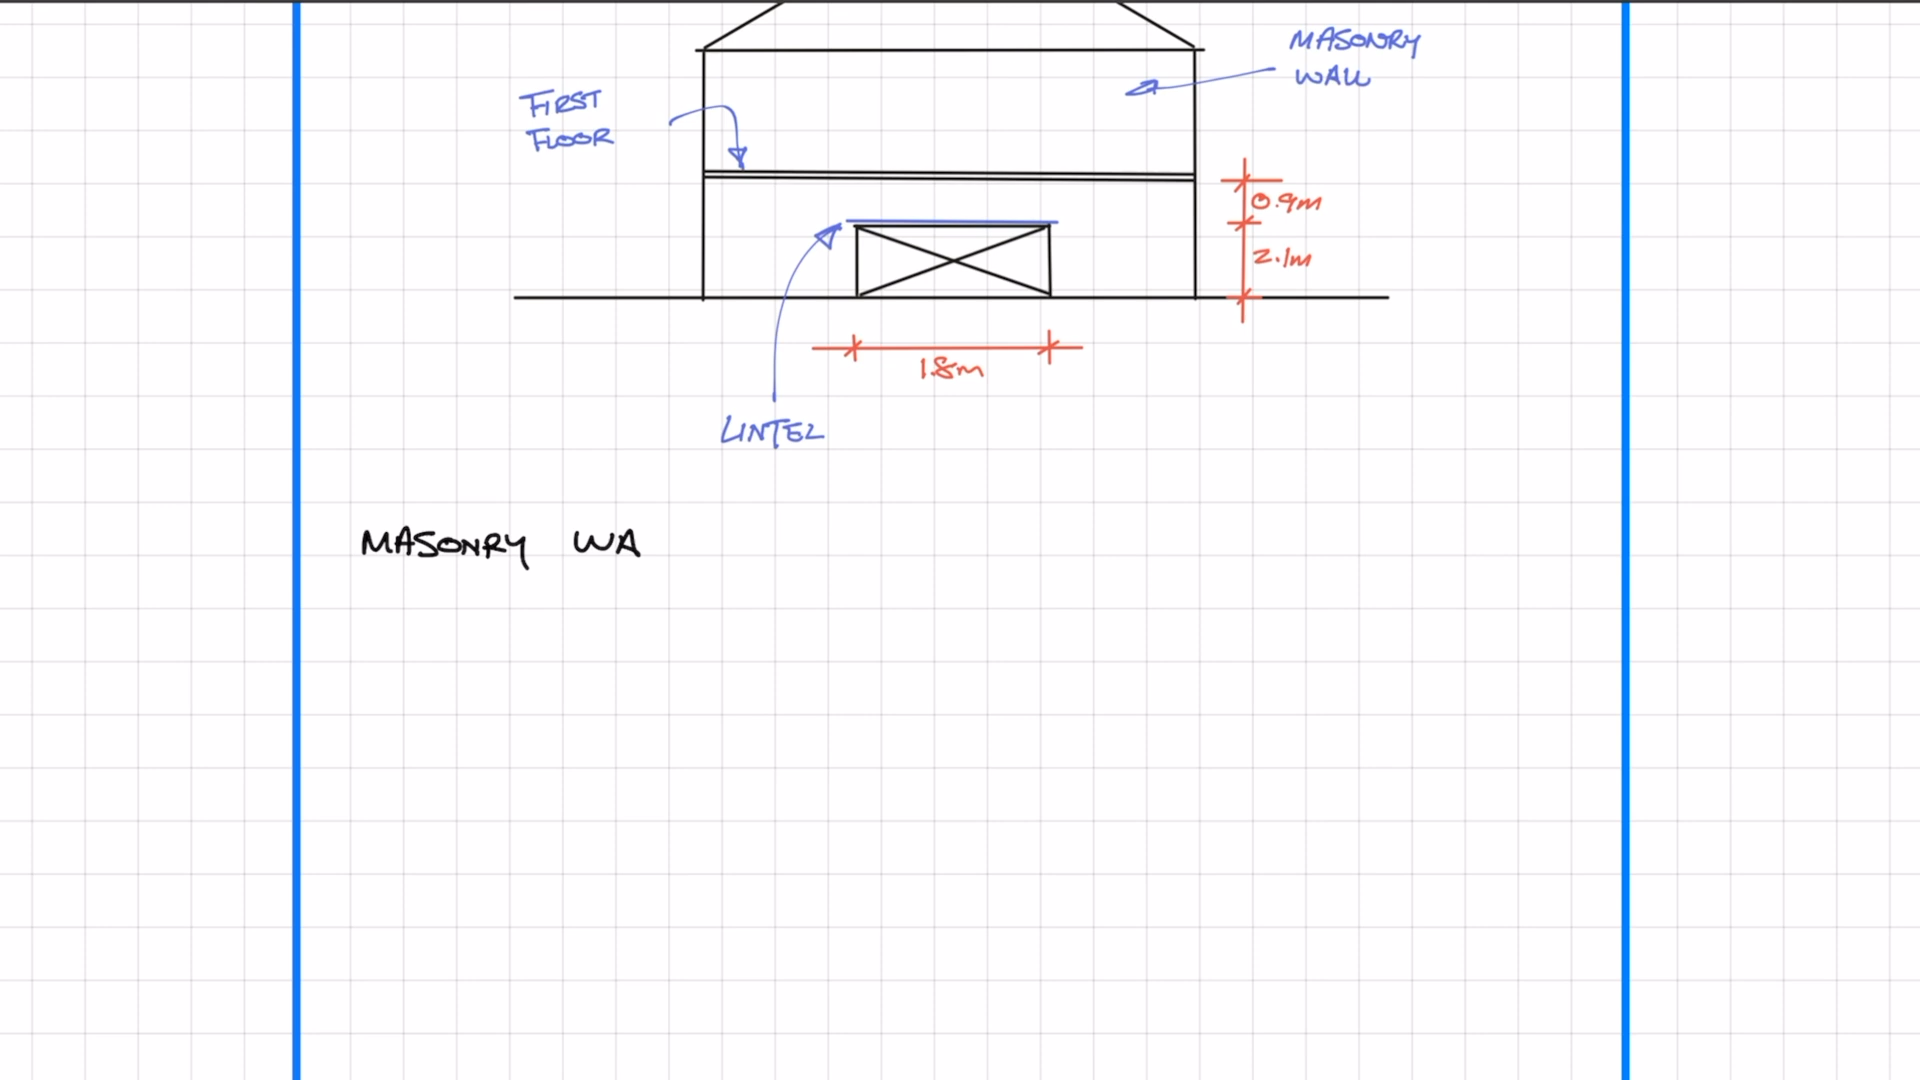 MASONRY
WALL
FIRST
FLOOR
0.9m
2.1m
1.8m
LINTEL
MASONRY WA